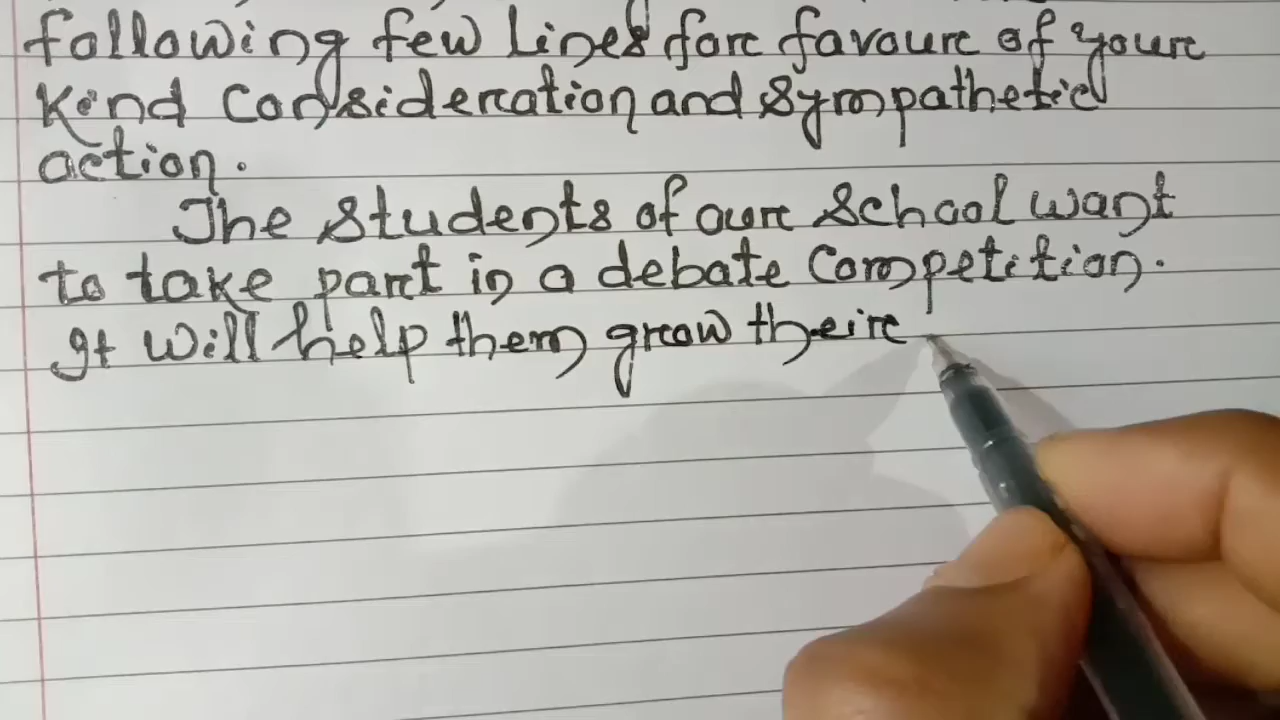 following few lines for favour of your
kind consideration and sympathetic
action.
The students of our school want
to take part in a debate competition.
It will help them grow their